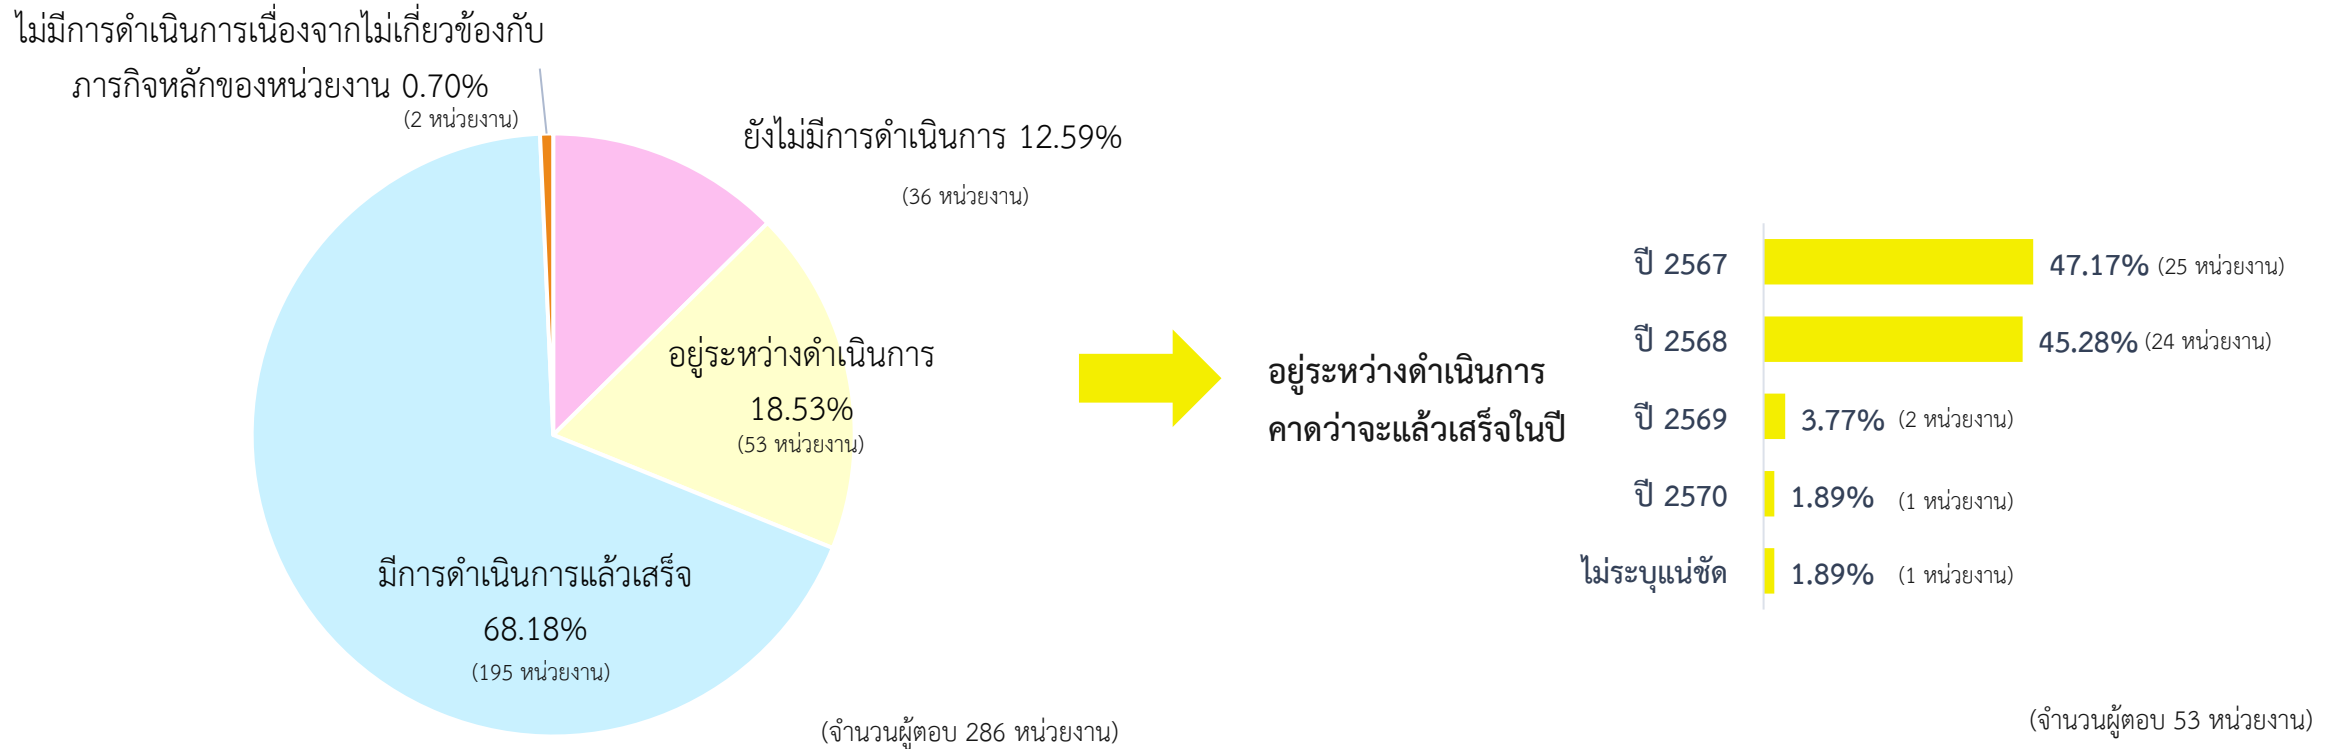 ไม่มีการดำเนินการเนื่องจากไม่เกี่ยวข้องกับ
ภารกิจหลักของหน่วยงาน 0.70%
(2 หน่วยงาน)
ยังไม่มีการดำเนินการ 12.59%
(36 หน่วยงาน)
อยู่ระหว่างดำเนินการ
18.53%
(53 หน่วยงาน)
มีการดำเนินการแล้วเสร็จ
68.18%
(195 หน่วยงาน)
(จำนวนผู้ตอบ 286 หน่วยงาน)
อยู่ระหว่างดำเนินการ
คาดว่าจะแล้วเสร็จในปี
ปี 2567 47.17% (25 หน่วยงาน)
ปี 2568 45.28% (24 หน่วยงาน)
ปี 2569 3.77% (2 หน่วยงาน)
ปี 2570 1.89% (1 หน่วยงาน)
ไม่ระบุแน่ชัด 1.89% (1 หน่วยงาน)
(จำนวนผู้ตอบ 53 หน่วยงาน)